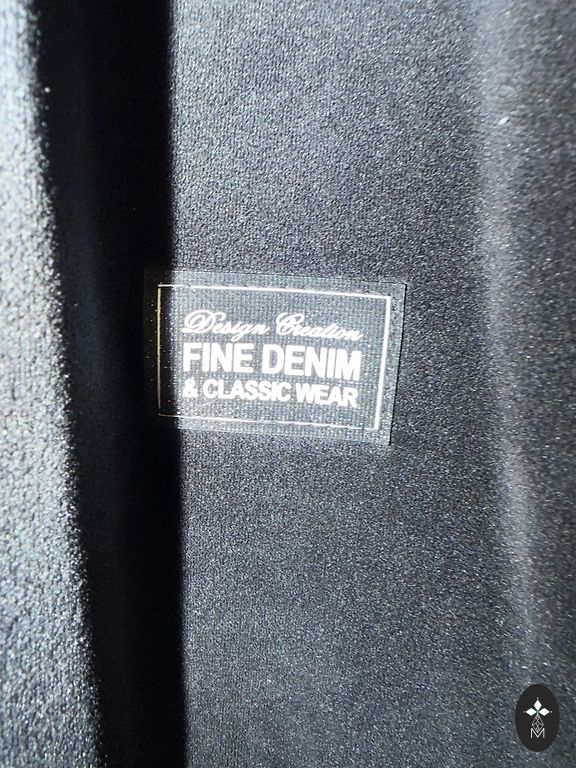 Design Creation
FINE DENIM
& CLASSIC WEAR
M